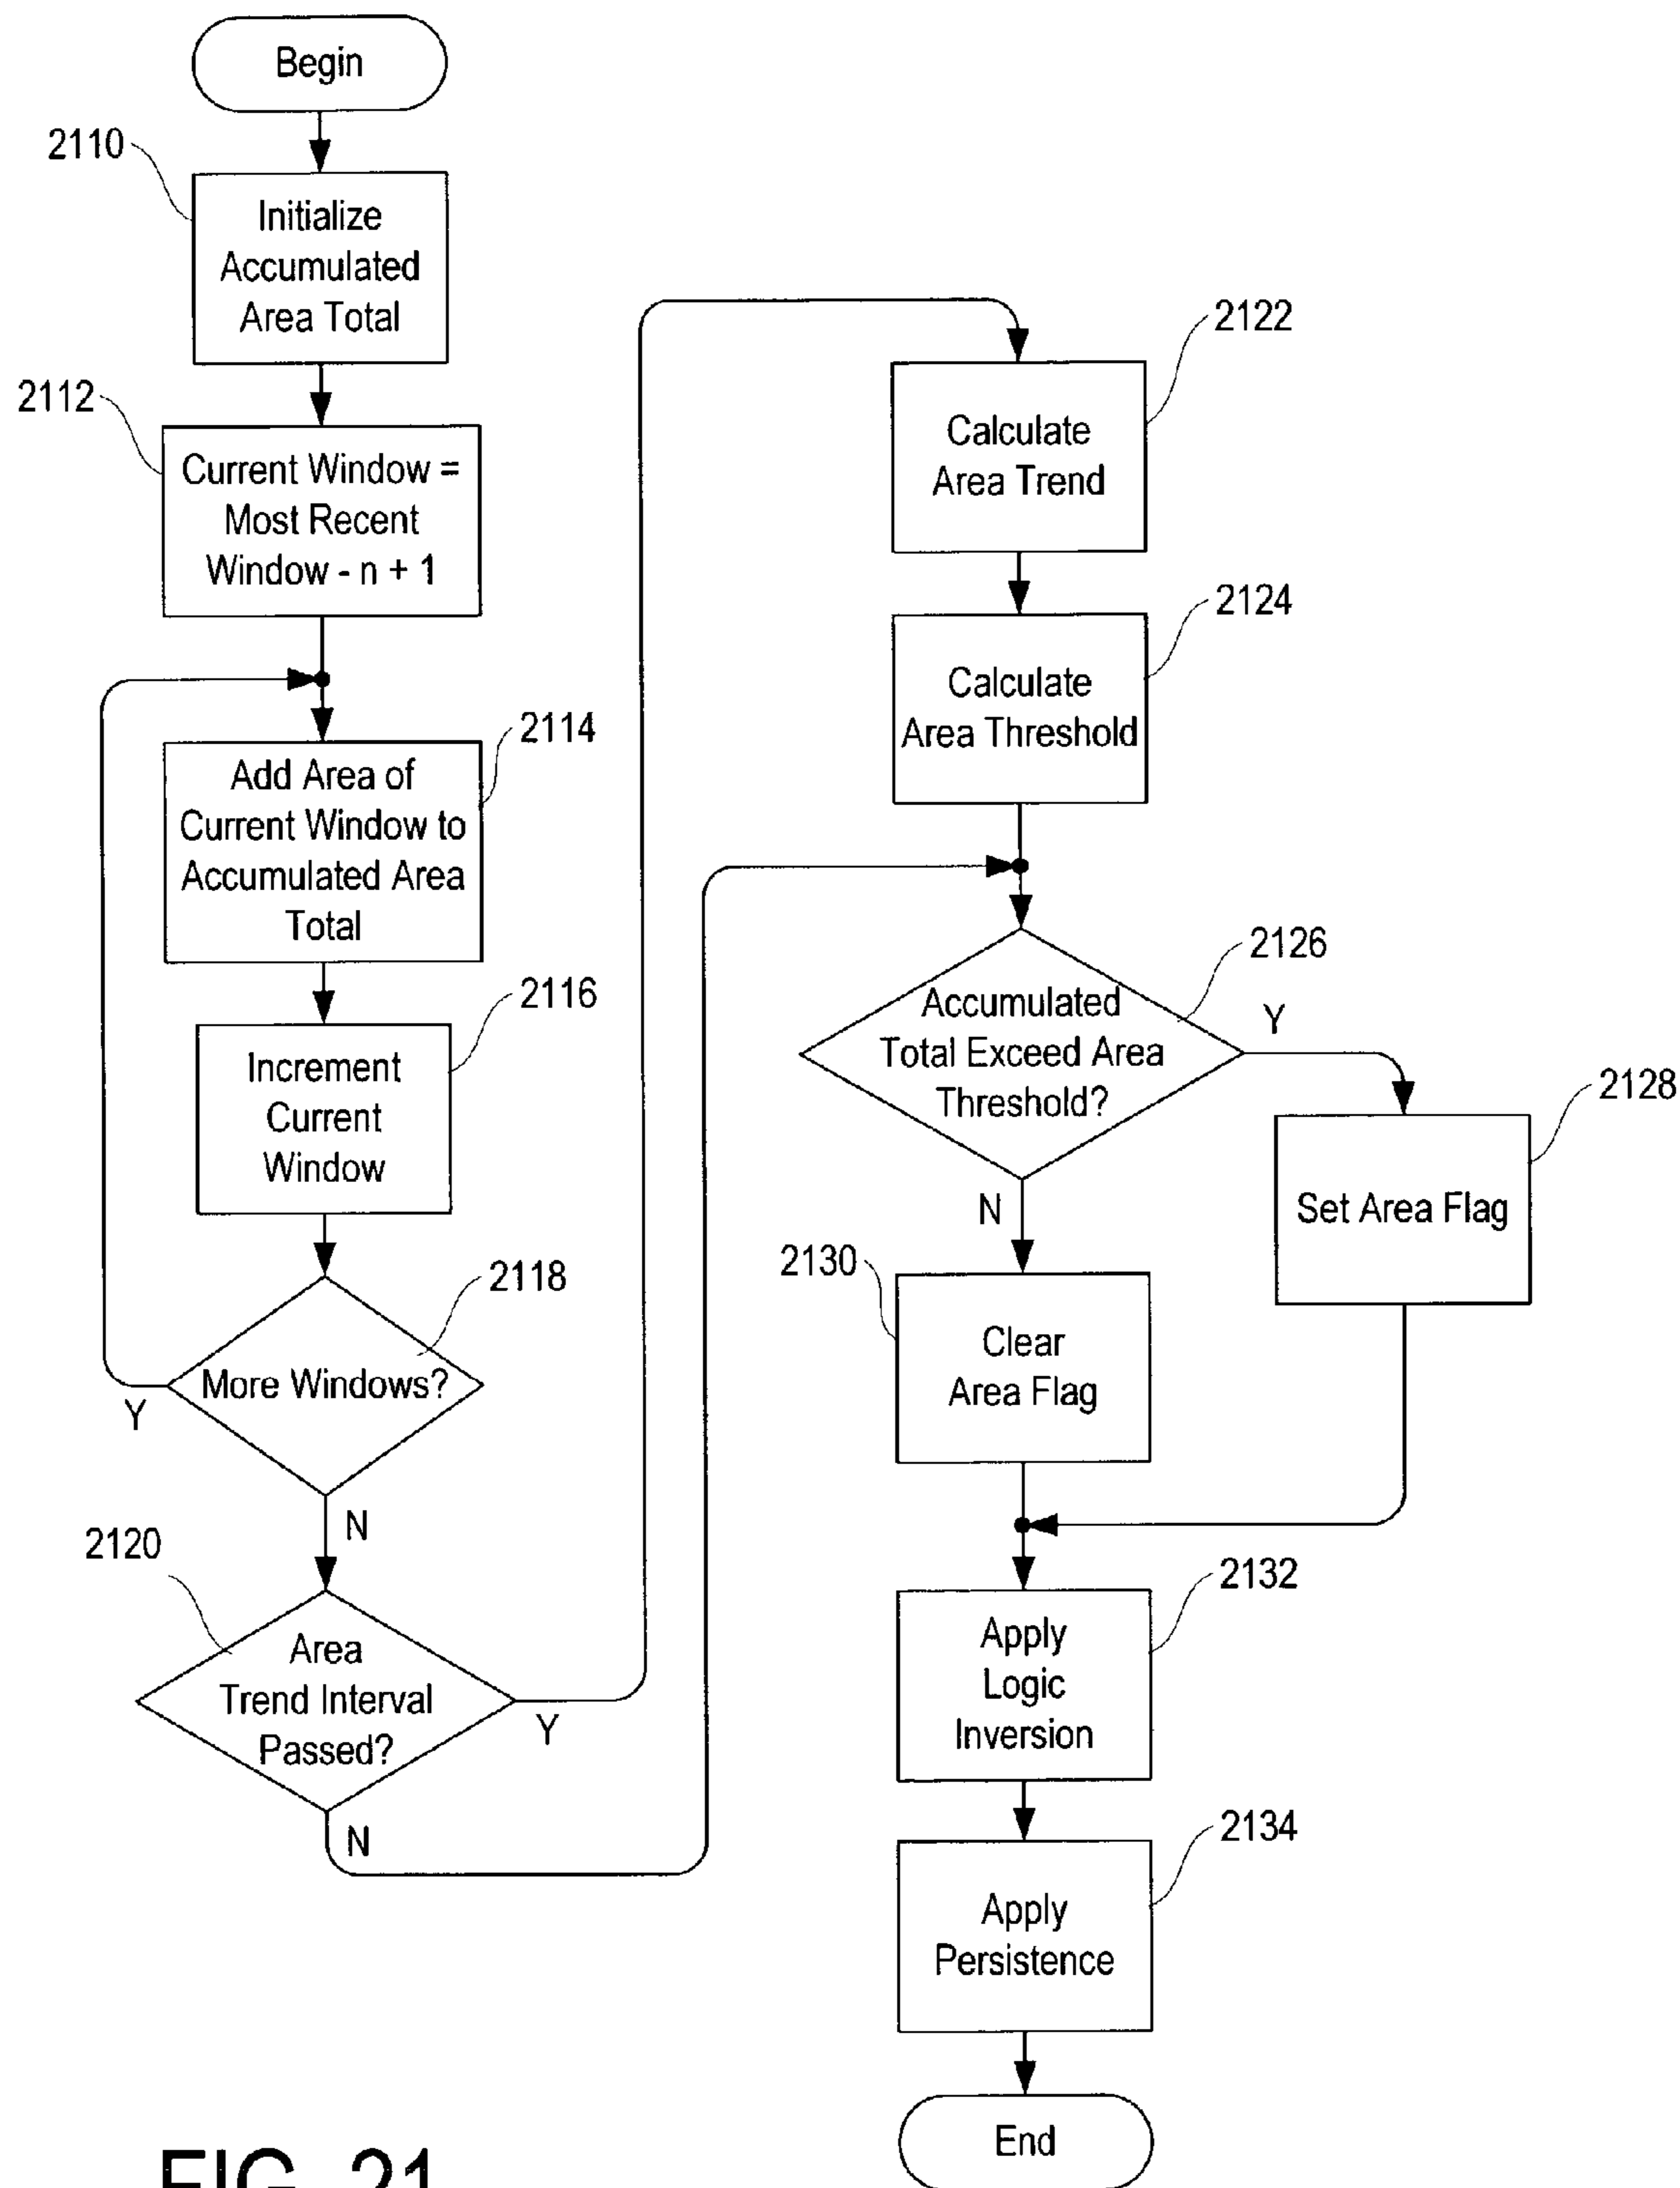 Begin
2110
Initialize
Accumulated
Area Total
2112
Current Window =
Most Recent
Window - n + 1
2114
Add Area of
Current Window to
Accumulated Area
Total
2116
Increment
Current
Window
2118
More Windows?
Y
N
2120
Area
Trend Interval
Passed?
Y
N
2122
Calculate
Area Trend
2124
Calculate
Area Threshold
2126
Accumulated
Total Exceed Area
Threshold?
Y
N
2128
Set Area Flag
2130
Clear
Area Flag
2132
Apply
Logic
Inversion
2134
Apply
Persistence
End
FIG. 21